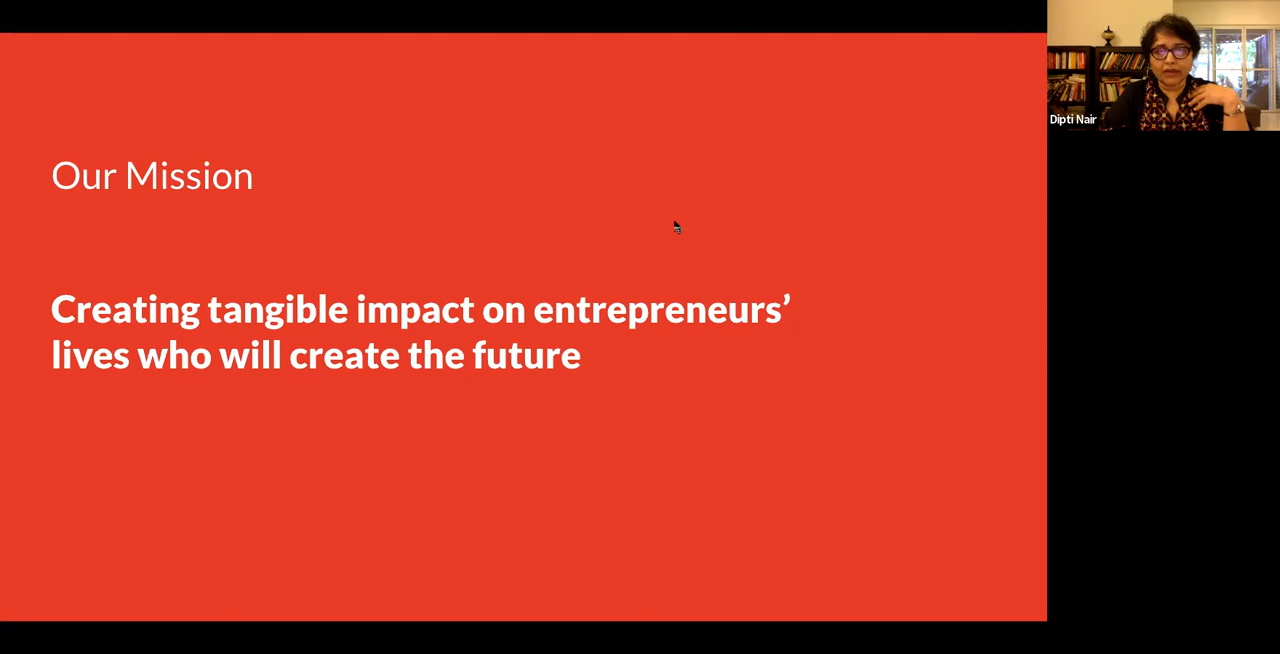 Our Mission
Creating tangible impact on entrepreneurs’
lives who will create the future
Dipti Nair